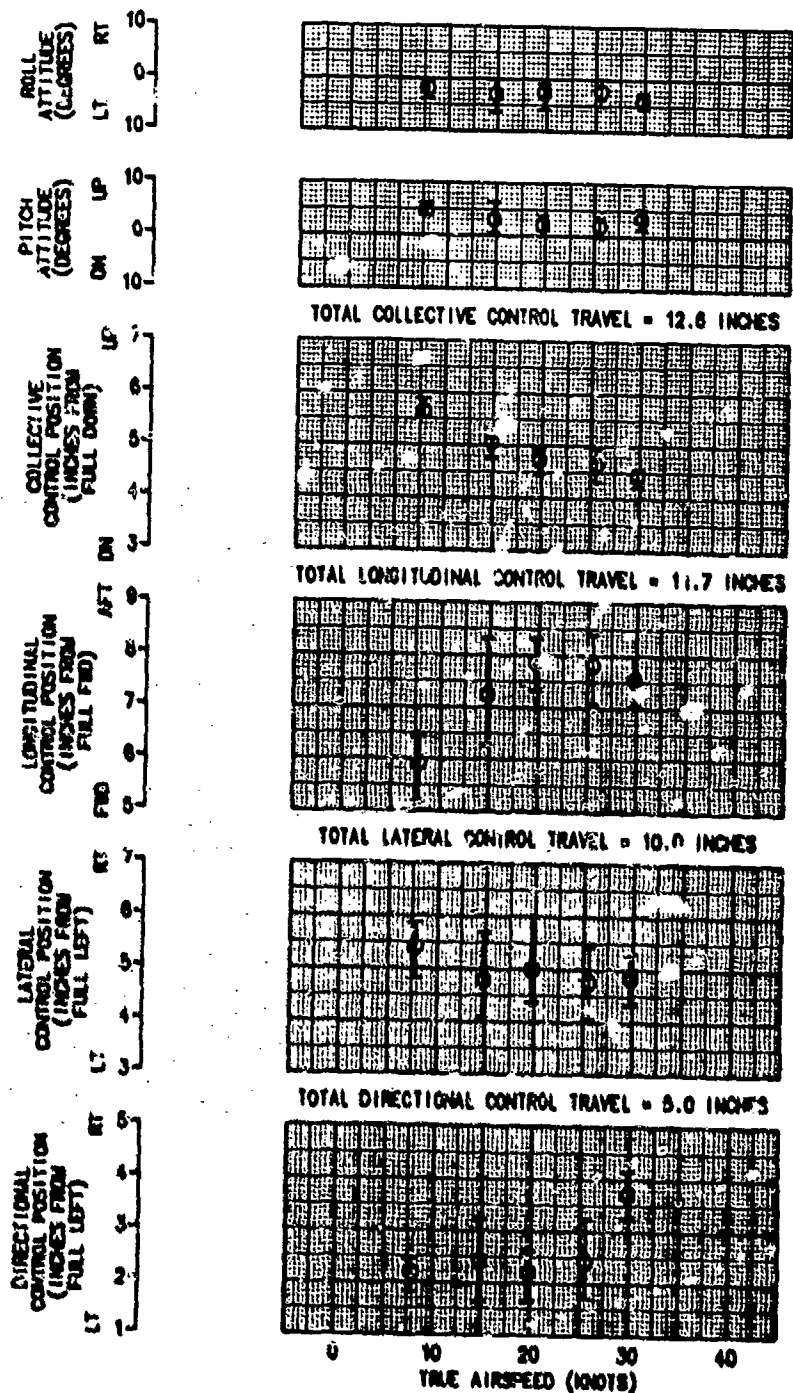 ROLL
ATTITUDE
(DEGREES)
LT RT
10
0
10
PITCH
ATTITUDE
(DEGREES)
DN UP
10
0
10
TOTAL COLLECTIVE CONTROL TRAVEL = 12.6 INCHES
COLLECTIVE
CONTROL POSITION
(INCHES FROM
FULL DOWN)
DN UP
7
6
5
4
3
TOTAL LONGITUDINAL CONTROL TRAVEL = 11.7 INCHES
LONGITUDINAL
CONTROL POSITION
(INCHES FROM
FULL FWD)
FWD AFT
9
8
7
6
5
TOTAL LATERAL CONTROL TRAVEL = 10.0 INCHES
LATERAL
CONTROL POSITION
(INCHES FROM
FULL LEFT)
LT RT
7
6
5
4
3
TOTAL DIRECTIONAL CONTROL TRAVEL = INCHES
DIRECTIONAL
CONTROL POSITION
(INCHES FROM
FULL LEFT)
LT RT
5
4
3
2
1
0 10 20 30 40
TRUE AIRSPEED (KNOTS)